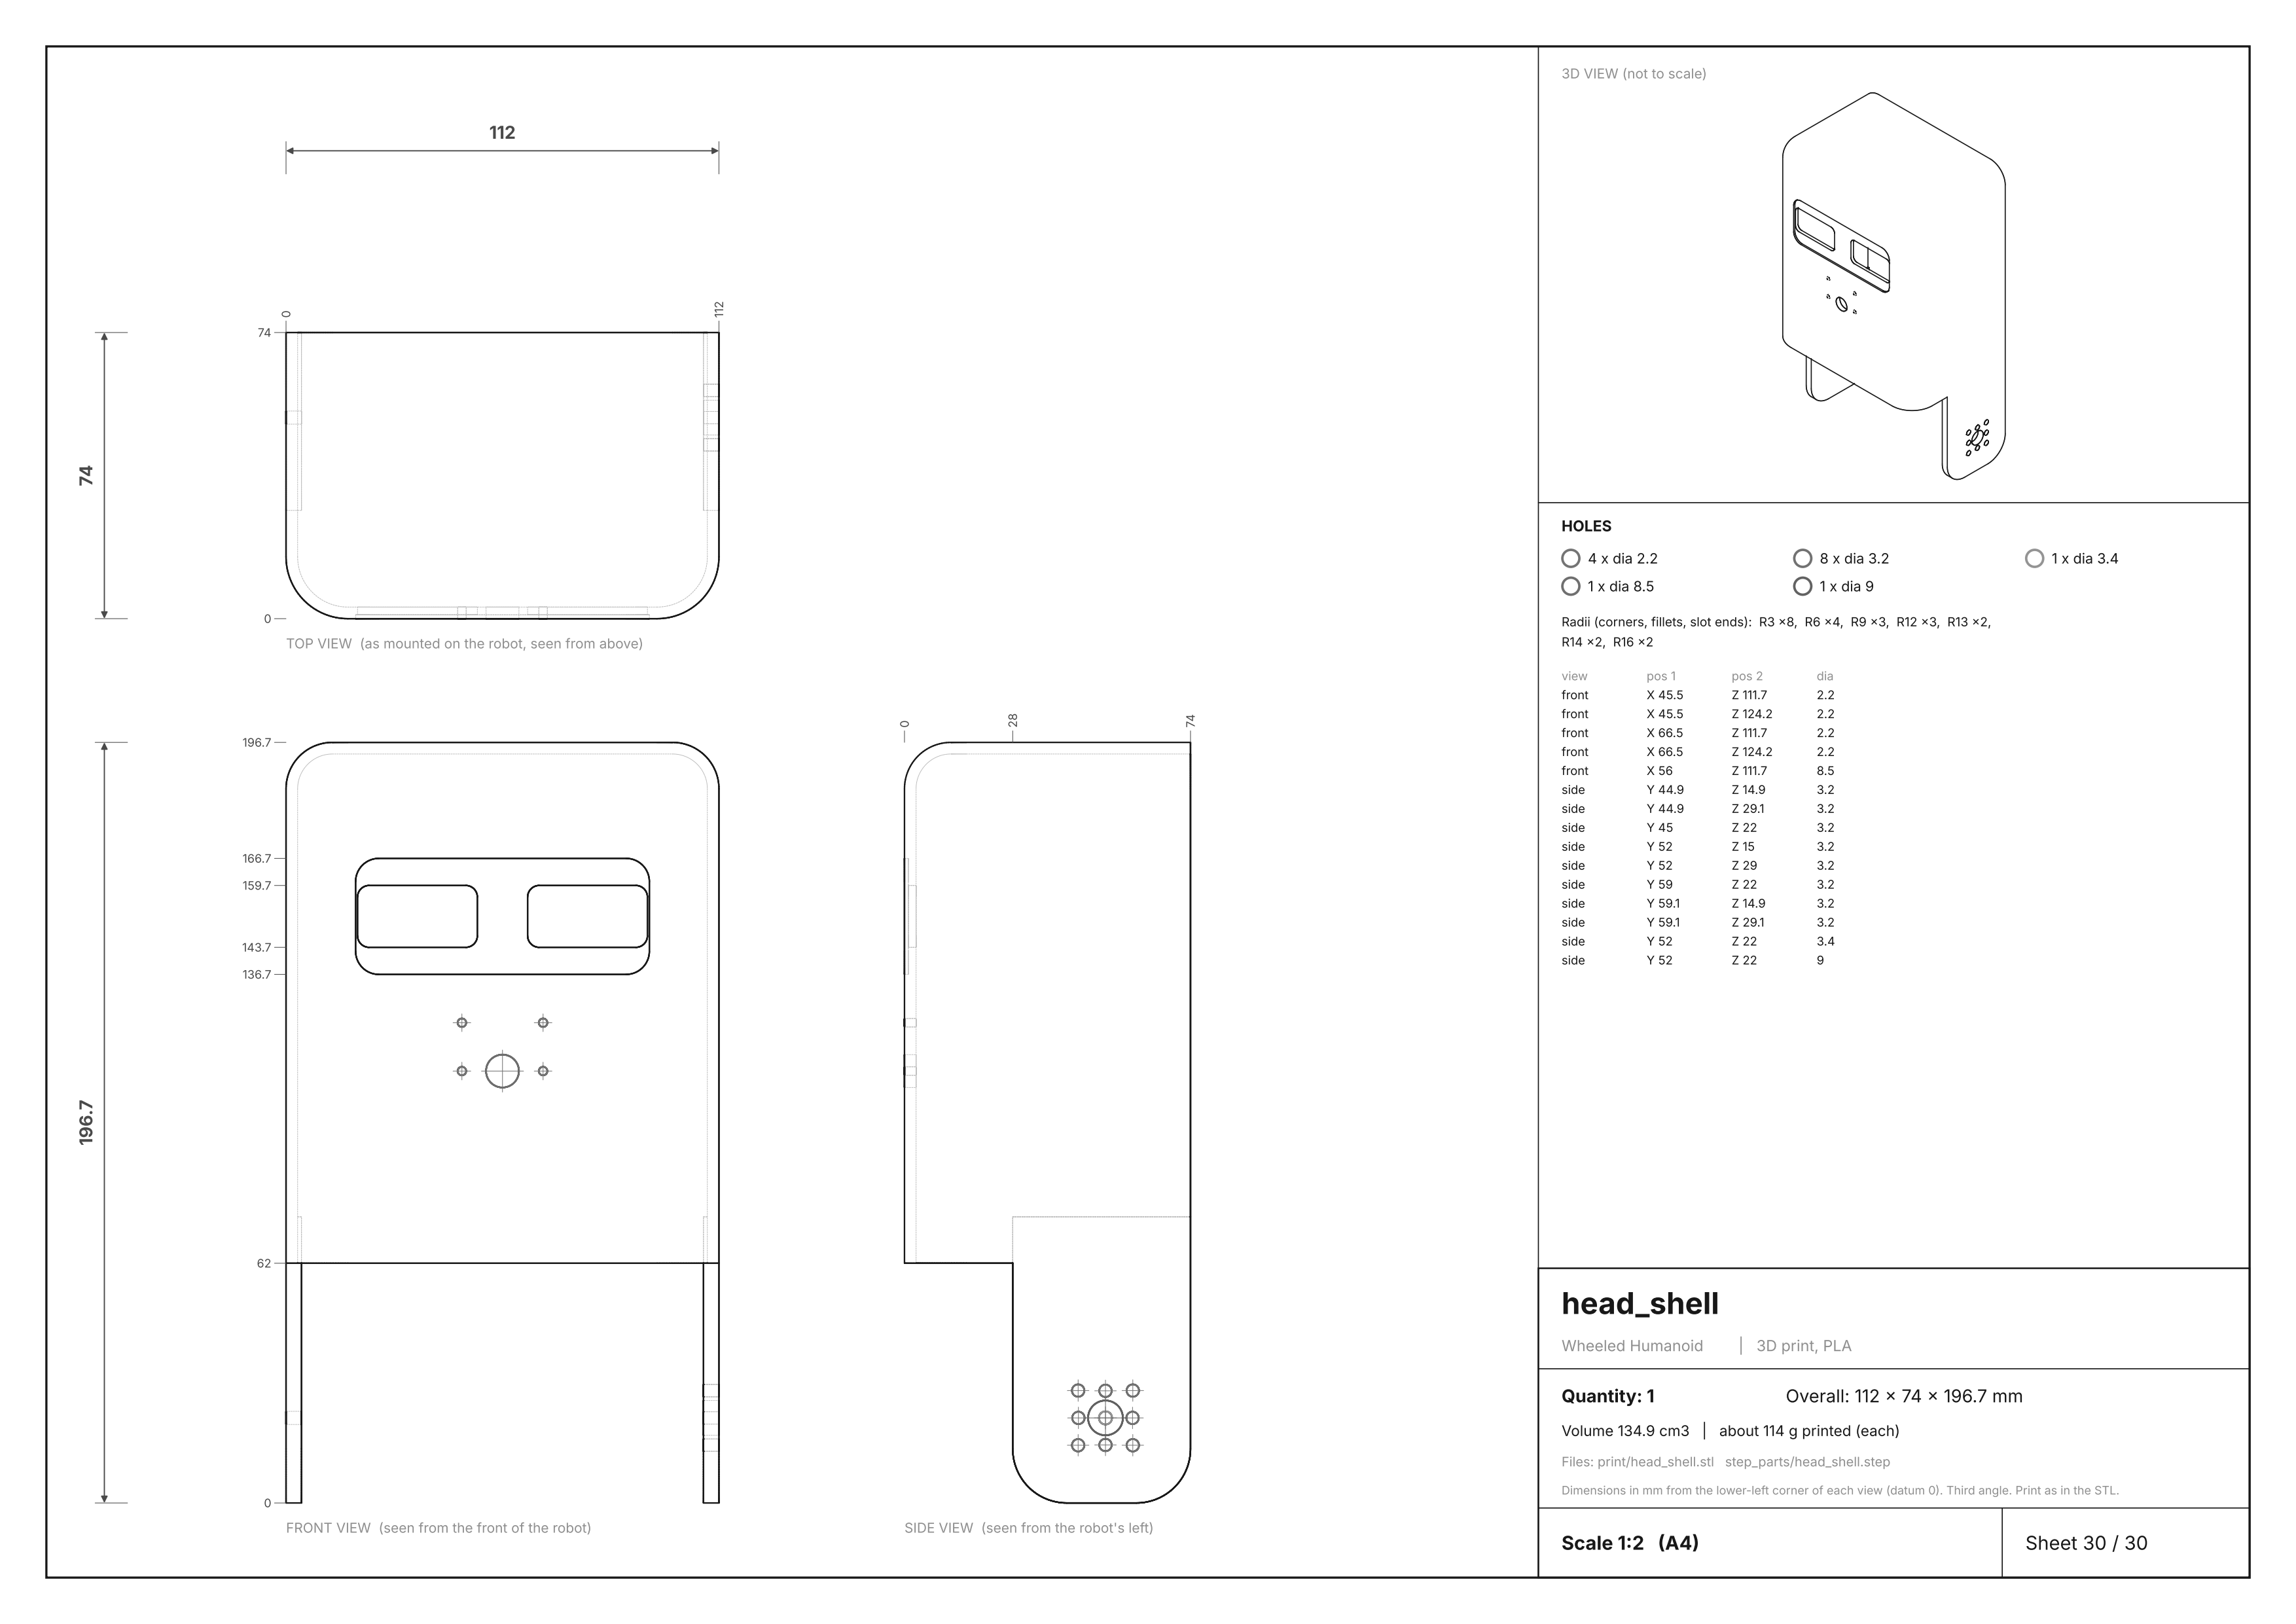 112
0
112
74
74
0
TOP VIEW (as mounted on the robot, seen from above)
196.7
196.7
166.7
159.7
143.7
136.7
62
0
FRONT VIEW (seen from the front of the robot)
0
28
74
SIDE VIEW (seen from the robot's left)
3D VIEW (not to scale)
HOLES
4 x dia 2.2 8 x dia 3.2 1 x dia 3.4
1 x dia 8.5 1 x dia 9
Radii (corners, fillets, slot ends): R3 ×8, R6 ×4, R9 ×3, R12 ×3, R13 ×2,
R14 ×2, R16 ×2
view pos 1 pos 2 dia
front X 45.5 Z 111.7 2.2
front X 45.5 Z 124.2 2.2
front X 66.5 Z 111.7 2.2
front X 66.5 Z 124.2 2.2
front X 56 Z 111.7 8.5
side Y 44.9 Z 14.9 3.2
side Y 44.9 Z 29.1 3.2
side Y 45 Z 22 3.2
side Y 52 Z 15 3.2
side Y 52 Z 29 3.2
side Y 59 Z 22 3.2
side Y 59.1 Z 14.9 3.2
side Y 59.1 Z 29.1 3.2
side Y 52 Z 22 3.4
side Y 52 Z 22 9
head_shell
Wheeled Humanoid | 3D print, PLA
Quantity: 1 Overall: 112 × 74 × 196.7 mm
Volume 134.9 cm3 | about 114 g printed (each)
Files: print/head_shell.stl step_parts/head_shell.step
Dimensions in mm from the lower-left corner of each view (datum 0). Third angle. Print as in the STL.
Scale 1:2 (A4) Sheet 30 / 30